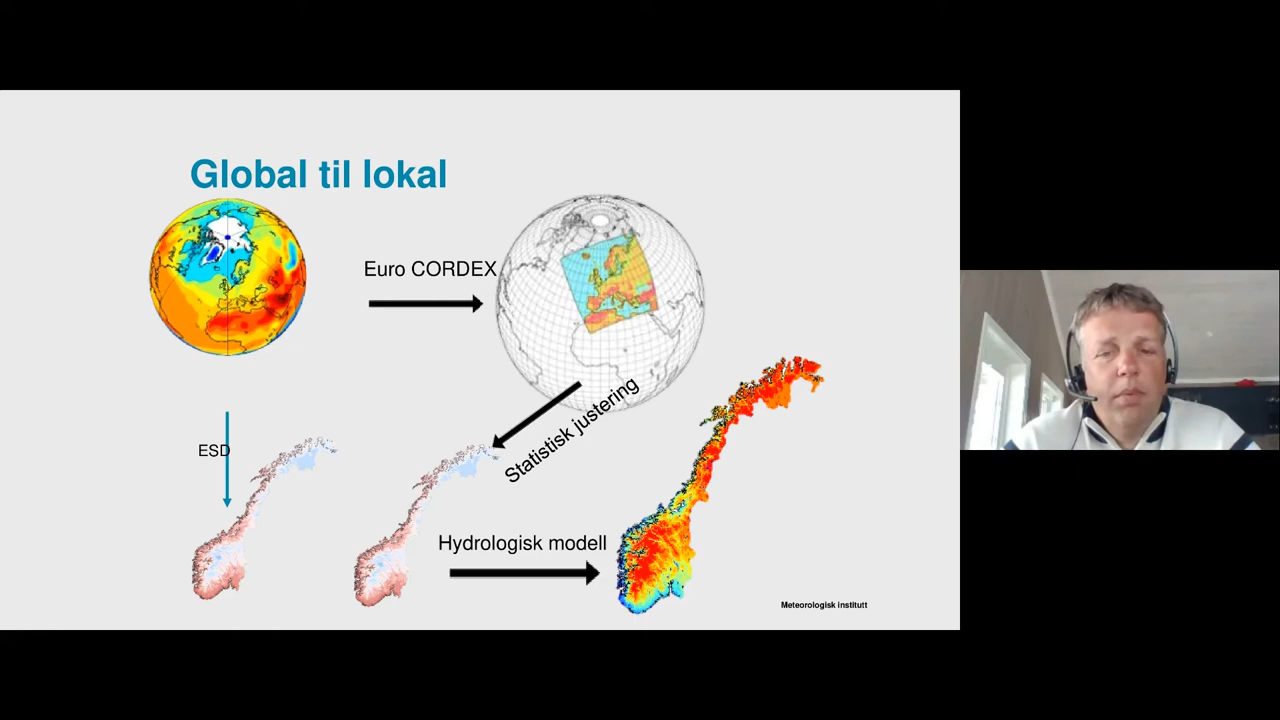 Global til lokal
Euro CORDEX
Statistisk justering
ESD
Hydrologisk modell
Meteorologisk institutt